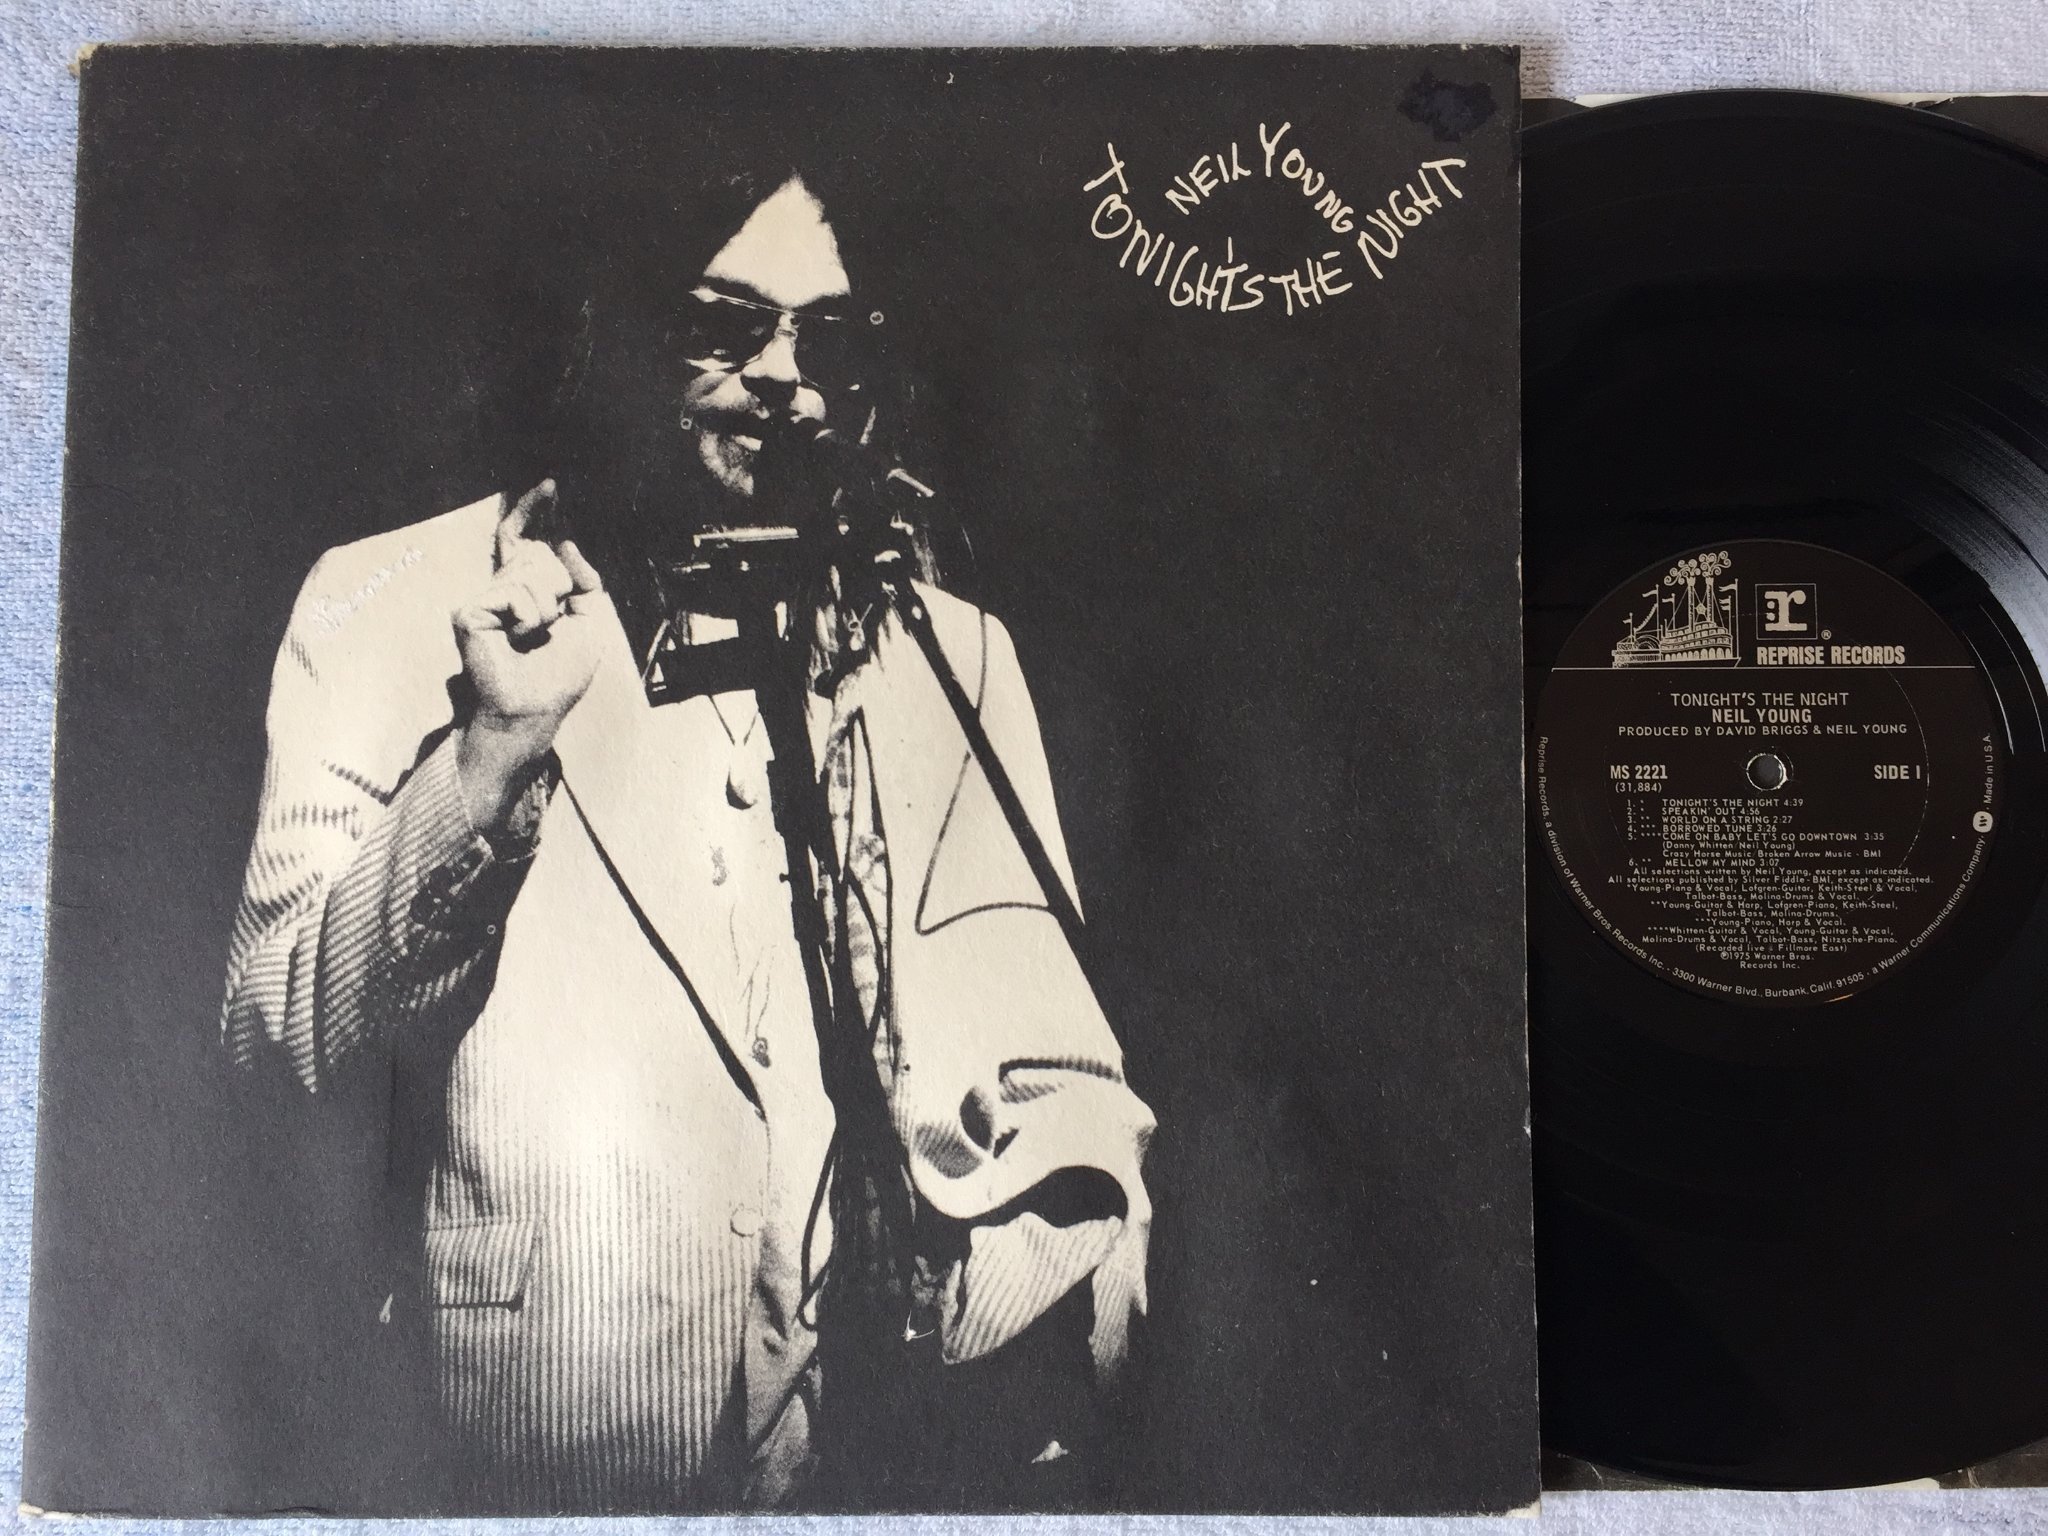 NEIL YOUNG
TONIGHT'S THE NIGHT
r
®
REPRISE RECORDS
TONIGHT'S THE NIGHT
NEIL YOUNG
PRODUCED BY DAVID BRIGGS & NEIL YOUNG
MS 2221 SIDE 1
(31,884)
1. * TONIGHT'S THE NIGHT 4:39
2. ** SPEAKIN' OUT 4:56
3. ** WORLD ON A STRING 2:27
4. *** BORROWED TUNE 3:26
5. ****COME ON BABY LET'S GO DOWNTOWN 3:35
(Danny Whitten/Neil Young)
Crazy Horse Music/Broken Arrow Music - BMI
6. ** MELLOW MY MIND 3:07
All selections written by Neil Young, except as indicated.
All selections published by Silver Fiddle-BMI, except as indicated.
*Young-Piano & Vocal, Lofgren-Guitar, Keith-Steel & Vocal,
Talbot-Bass, Molina-Drums & Vocal.
**Young-Guitar & Harp, Lofgren-Piano, Keith-Steel,
Talbot-Bass, Molina-Drums.
***Young-Piano, Harp & Vocal.
****Whitten-Guitar & Vocal, Young-Guitar & Vocal,
Molina-Drums & Vocal, Talbot-Bass, Nitzsche-Piano.
(Recorded live Fillmore East)
℗1975 Warner Bros.
Records Inc.
Reprise Records, a division of Warner Bros. Records Inc. • 3300 Warner Blvd., Burbank, Calif. 91505 • a Warner Communications Company • Made in U.S.A.